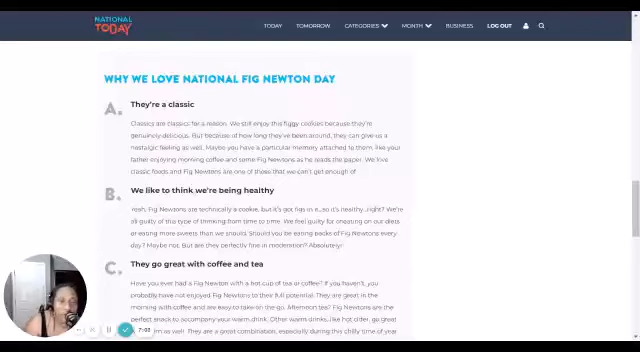 NATIONAL
TODAY
TODAY TOMORROW CATEGORIES MONTH BUSINESS LOG OUT
WHY WE LOVE NATIONAL FIG NEWTON DAY
A. They're a classic
Classics are classics for a reason. We still enjoy this figgy cookies because they're
genuinely delicious. But because of how long they've been around, they can give us a
nostalgic feeling as well. Maybe you have a particular memory attached to them, like your
father enjoying morning coffee and some Fig Newtons as he reads the paper. We love
classic foods and Fig Newtons are one of those that we can't get enough of
B. We like to think we're being healthy
Yeah, Fig Newtons are technically a cookie, but it's got figs in it...so it's healthy...right? We're
all guilty of this type of thinking from time to time. We feel guilty for cheating on our diets
or eating more sweets than we should. Should you be eating packs of Fig Newtons every
day? Maybe not. But are they perfectly fine in moderation? Absolutely!
C. They go great with coffee and tea
Have you ever had a Fig Newton with a hot cup of tea or coffee? If you haven't, you
probably have not enjoyed Fig Newtons to their full potential. They are great in the
morning with coffee and are easy to take on the go. Afternoon tea? Fig Newtons are the
perfect snack to accompany your warm drink. Other warm drinks, like hot cider, go great
as well. They are a great combination, especially during this chilly time of year
7:03